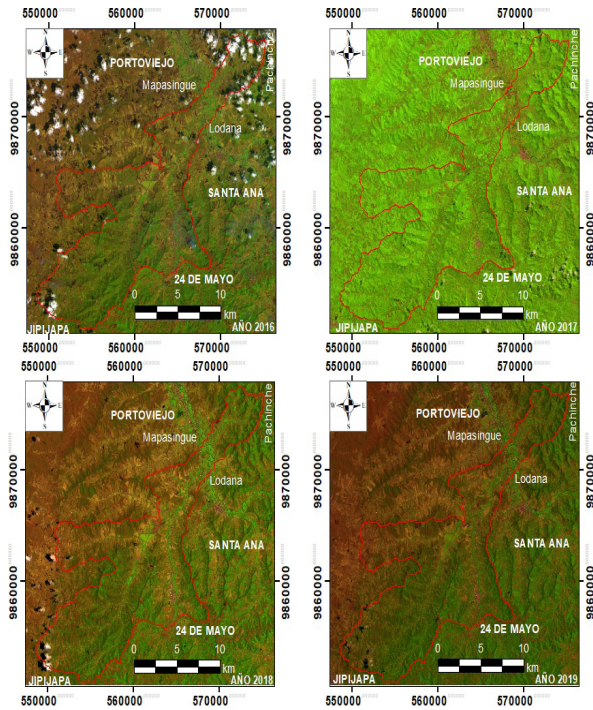 550000 560000 570000
N
W E
S
PORTOVIEJO
Mapasingue
Pachinche
9870000
Lodana
SANTA ANA
9860000
24 DE MAYO
0 5 10
km
JIPIJAPA
AÑO 2016
550000 560000 570000
550000 560000 570000
N
W E
S
PORTOVIEJO
Mapasingue
Pachinche
9870000
Lodana
SANTA ANA
9860000
24 DE MAYO
0 5 10
km
JIPIJAPA
AÑO 2017
550000 560000 570000
550000 560000 570000
N
W E
S
PORTOVIEJO
Mapasingue
Pachinche
9870000
Lodana
SANTA ANA
9860000
24 DE MAYO
0 5 10
km
JIPIJAPA
AÑO 2018
550000 560000 570000
550000 560000 570000
N
W E
S
PORTOVIEJO
Mapasingue
Pachinche
9870000
Lodana
SANTA ANA
9860000
24 DE MAYO
0 5 10
km
JIPIJAPA
AÑO 2019
550000 560000 570000